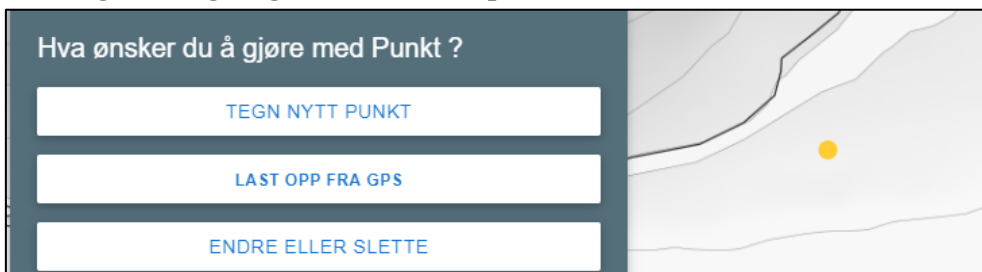 Hva ønsker du å gjøre med Punkt ?
TEGN NYTT PUNKT
LAST OPP FRA GPS
ENDRE ELLER SLETTE